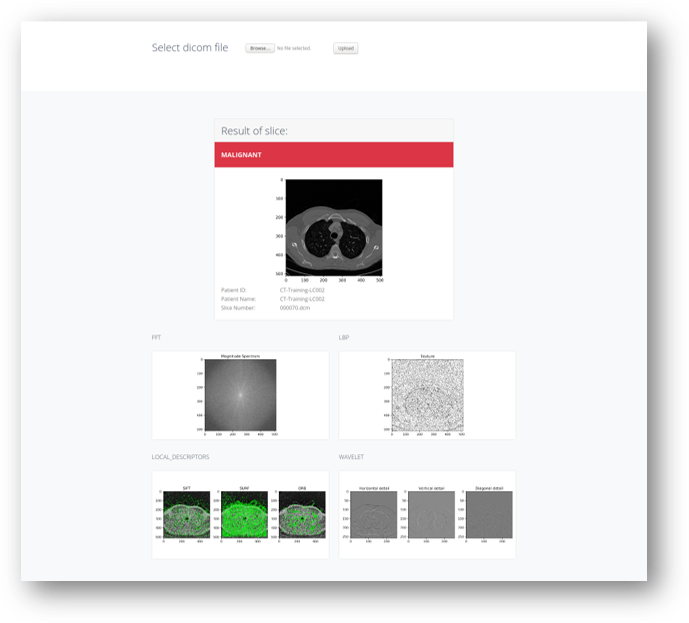 Select dicom file Browse... No file selected. Upload
Result of slice:
MALIGNANT
0
100
200
300
400
500
0 100 200 300 400 500
Patient ID: CT-Training-LC002
Patient Name: CT-Training-LC002
Slice Number: 000070.dcm
FFT LBP
Magnitude Spectrum Texture
LOCAL_DESCRIPTORS WAVELET
SIFT SURF ORB Horizontal detail Vertical detail Diagonal detail